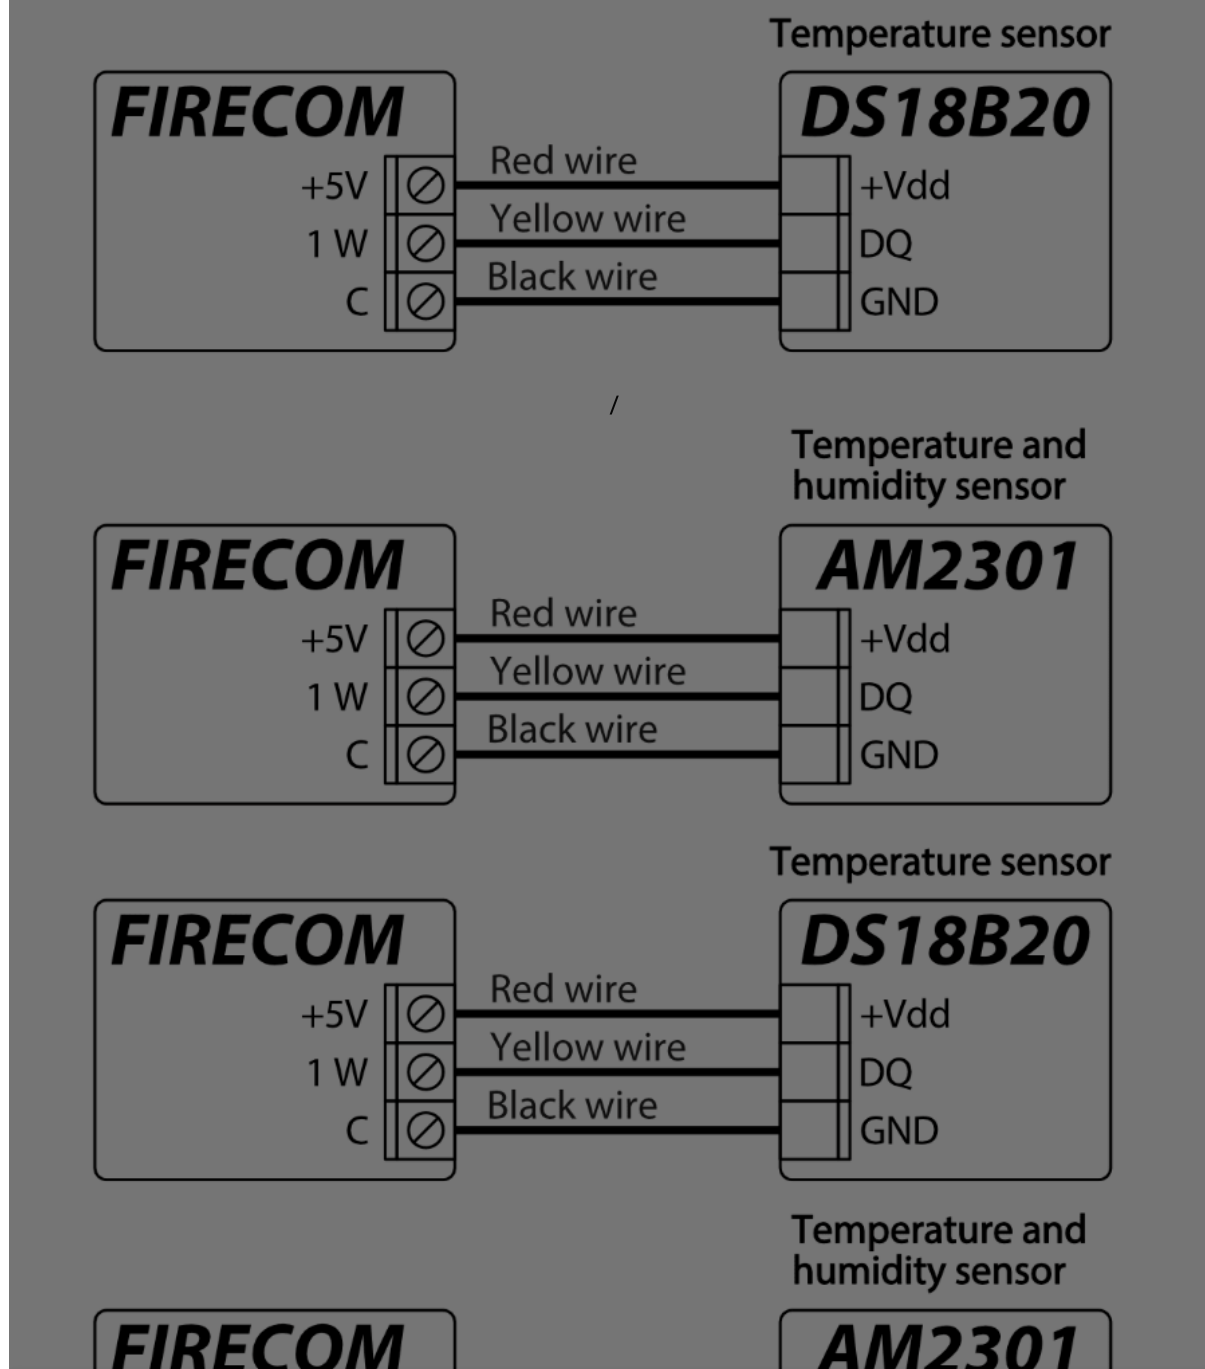 Temperature sensor
FIRECOM DS18B20
Red wire
+5V +Vdd
Yellow wire
1 W DQ
Black wire
C GND
/
Temperature and
humidity sensor
FIRECOM AM2301
Red wire
+5V +Vdd
Yellow wire
1 W DQ
Black wire
C GND
Temperature sensor
FIRECOM DS18B20
Red wire
+5V +Vdd
Yellow wire
1 W DQ
Black wire
C GND
Temperature and
humidity sensor
FIRECOM AM2301